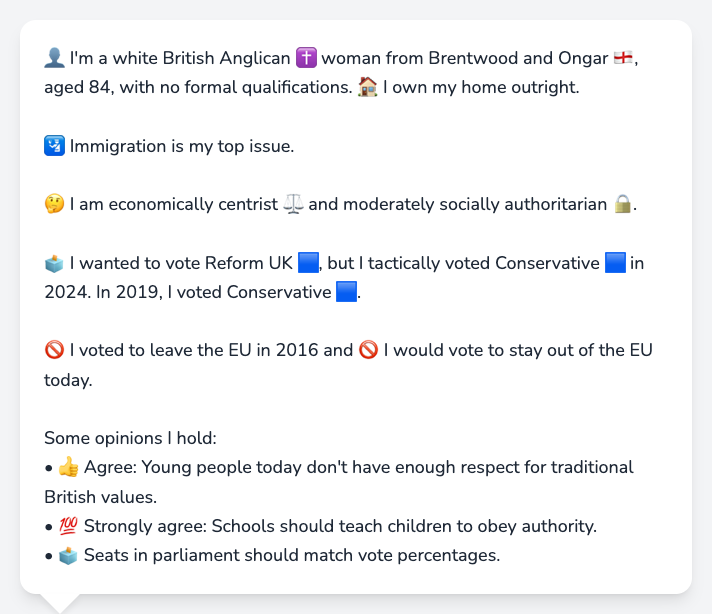 👤 I'm a white British Anglican ✝️ woman from Brentwood and Ongar 🏴󠁧󠁢󠁥󠁮󠁧󠁿,
aged 84, with no formal qualifications. 🏠 I own my home outright.
🛂 Immigration is my top issue.
🤔 I am economically centrist ⚖️ and moderately socially authoritarian 🔒.
🗳️ I wanted to vote Reform UK 🟦, but I tactically voted Conservative 🟦 in
2024. In 2019, I voted Conservative 🟦.
🚫 I voted to leave the EU in 2016 and 🚫 I would vote to stay out of the EU
today.
Some opinions I hold:
• 👍 Agree: Young people today don't have enough respect for traditional
British values.
• 💯 Strongly agree: Schools should teach children to obey authority.
• 🗳️ Seats in parliament should match vote percentages.